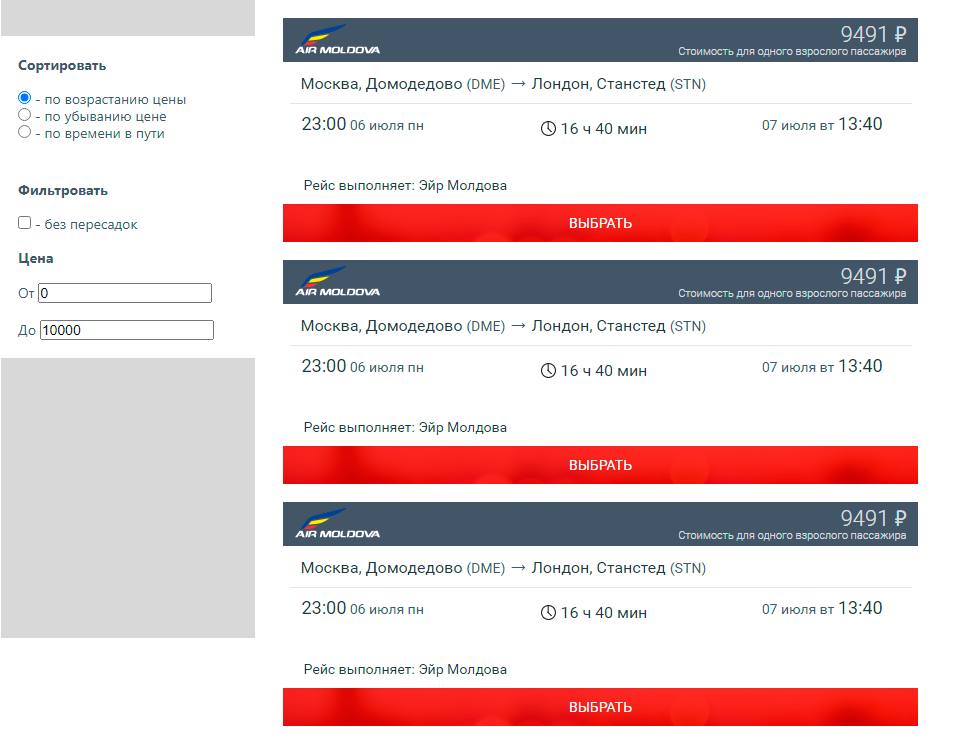 Сортировать
- по возрастанию цены
- по убыванию цене
- по времени в пути
Фильтровать
- без пересадок
Цена
От 0
До 10000
AIR MOLDOVA
9491 ₽
Стоимость для одного взрослого пассажира
Москва, Домодедово (DME) → Лондон, Станстед (STN)
23:00 06 июля пн
16 ч 40 мин
07 июля вт 13:40
Рейс выполняет: Эйр Молдова
ВЫБРАТЬ
AIR MOLDOVA
9491 ₽
Стоимость для одного взрослого пассажира
Москва, Домодедово (DME) → Лондон, Станстед (STN)
23:00 06 июля пн
16 ч 40 мин
07 июля вт 13:40
Рейс выполняет: Эйр Молдова
ВЫБРАТЬ
AIR MOLDOVA
9491 ₽
Стоимость для одного взрослого пассажира
Москва, Домодедово (DME) → Лондон, Станстед (STN)
23:00 06 июля пн
16 ч 40 мин
07 июля вт 13:40
Рейс выполняет: Эйр Молдова
ВЫБРАТЬ